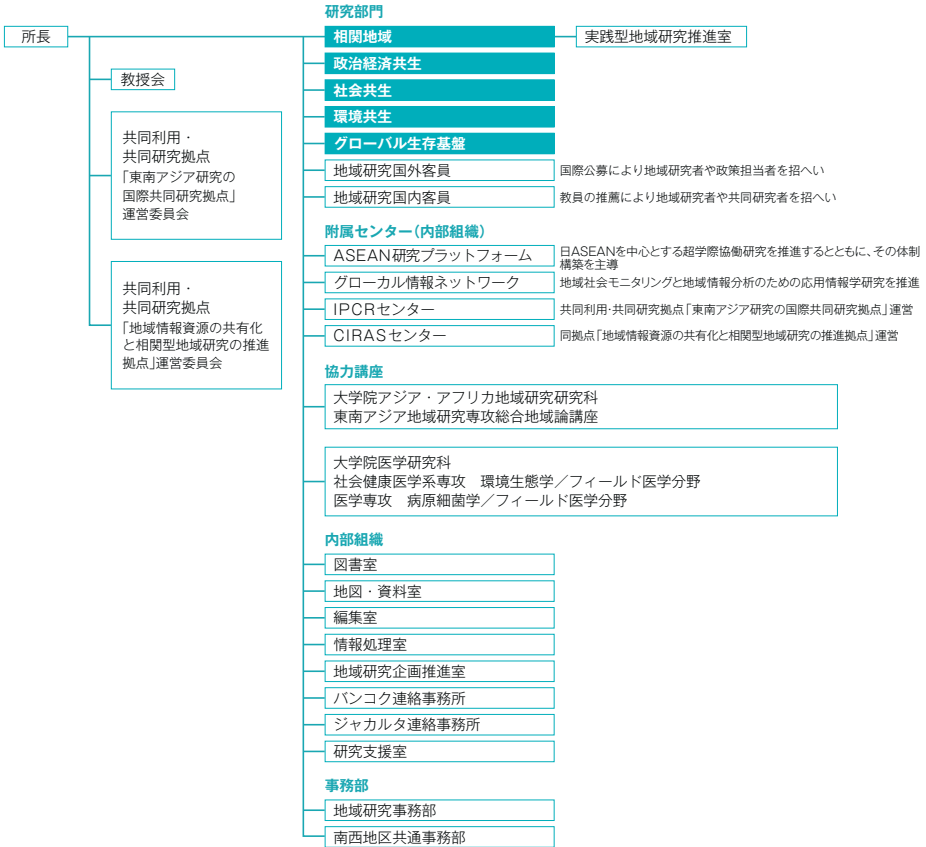 所長
教授会
共同利用・
共同研究拠点
「東南アジア研究の
国際共同研究拠点」
運営委員会
共同利用・
共同研究拠点
「地域情報資源の共有化
と相関型地域研究の推進
拠点」運営委員会
研究部門
相関地域
実践型地域研究推進室
政治経済共生
社会共生
環境共生
グローバル生存基盤
地域研究国外客員
国際公募により地域研究者や政策担当者を招へい
地域研究国内客員
教員の推薦により地域研究者や共同研究者を招へい
附属センター(内部組織)
ASEAN研究プラットフォーム
日ASEANを中心とする超学際協働研究を推進するとともに、その体制
構築を主導
グローカル情報ネットワーク
地域社会モニタリングと地域情報分析のための応用情報学研究を推進
IPCRセンター
共同利用・共同研究拠点「東南アジア研究の国際共同研究拠点」運営
CIRASセンター
同拠点「地域情報資源の共有化と相関型地域研究の推進拠点」運営
協力講座
大学院アジア・アフリカ地域研究研究科
東南アジア地域研究専攻総合地域論講座
大学院医学研究科
社会健康医学系専攻 環境生態学/フィールド医学分野
医学専攻 病原細菌学/フィールド医学分野
内部組織
図書室
地図・資料室
編集室
情報処理室
地域研究企画推進室
バンコク連絡事務所
ジャカルタ連絡事務所
研究支援室
事務部
地域研究事務部
南西地区共通事務部